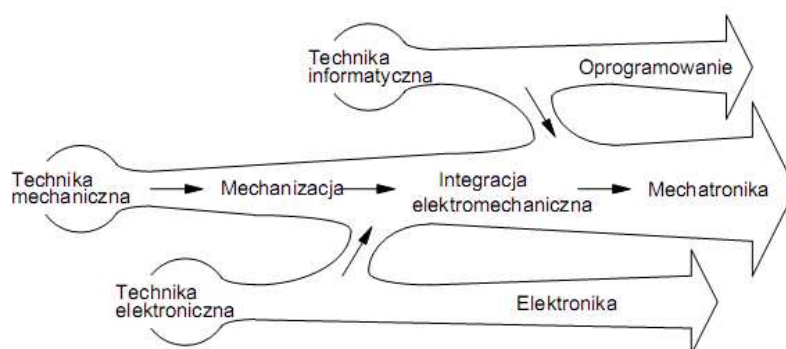 Technika
informatyczna
Oprogramowanie
Technika
mechaniczna
Mechanizacja
Integracja
elektromechaniczna
Mechatronika
Technika
elektroniczna
Elektronika